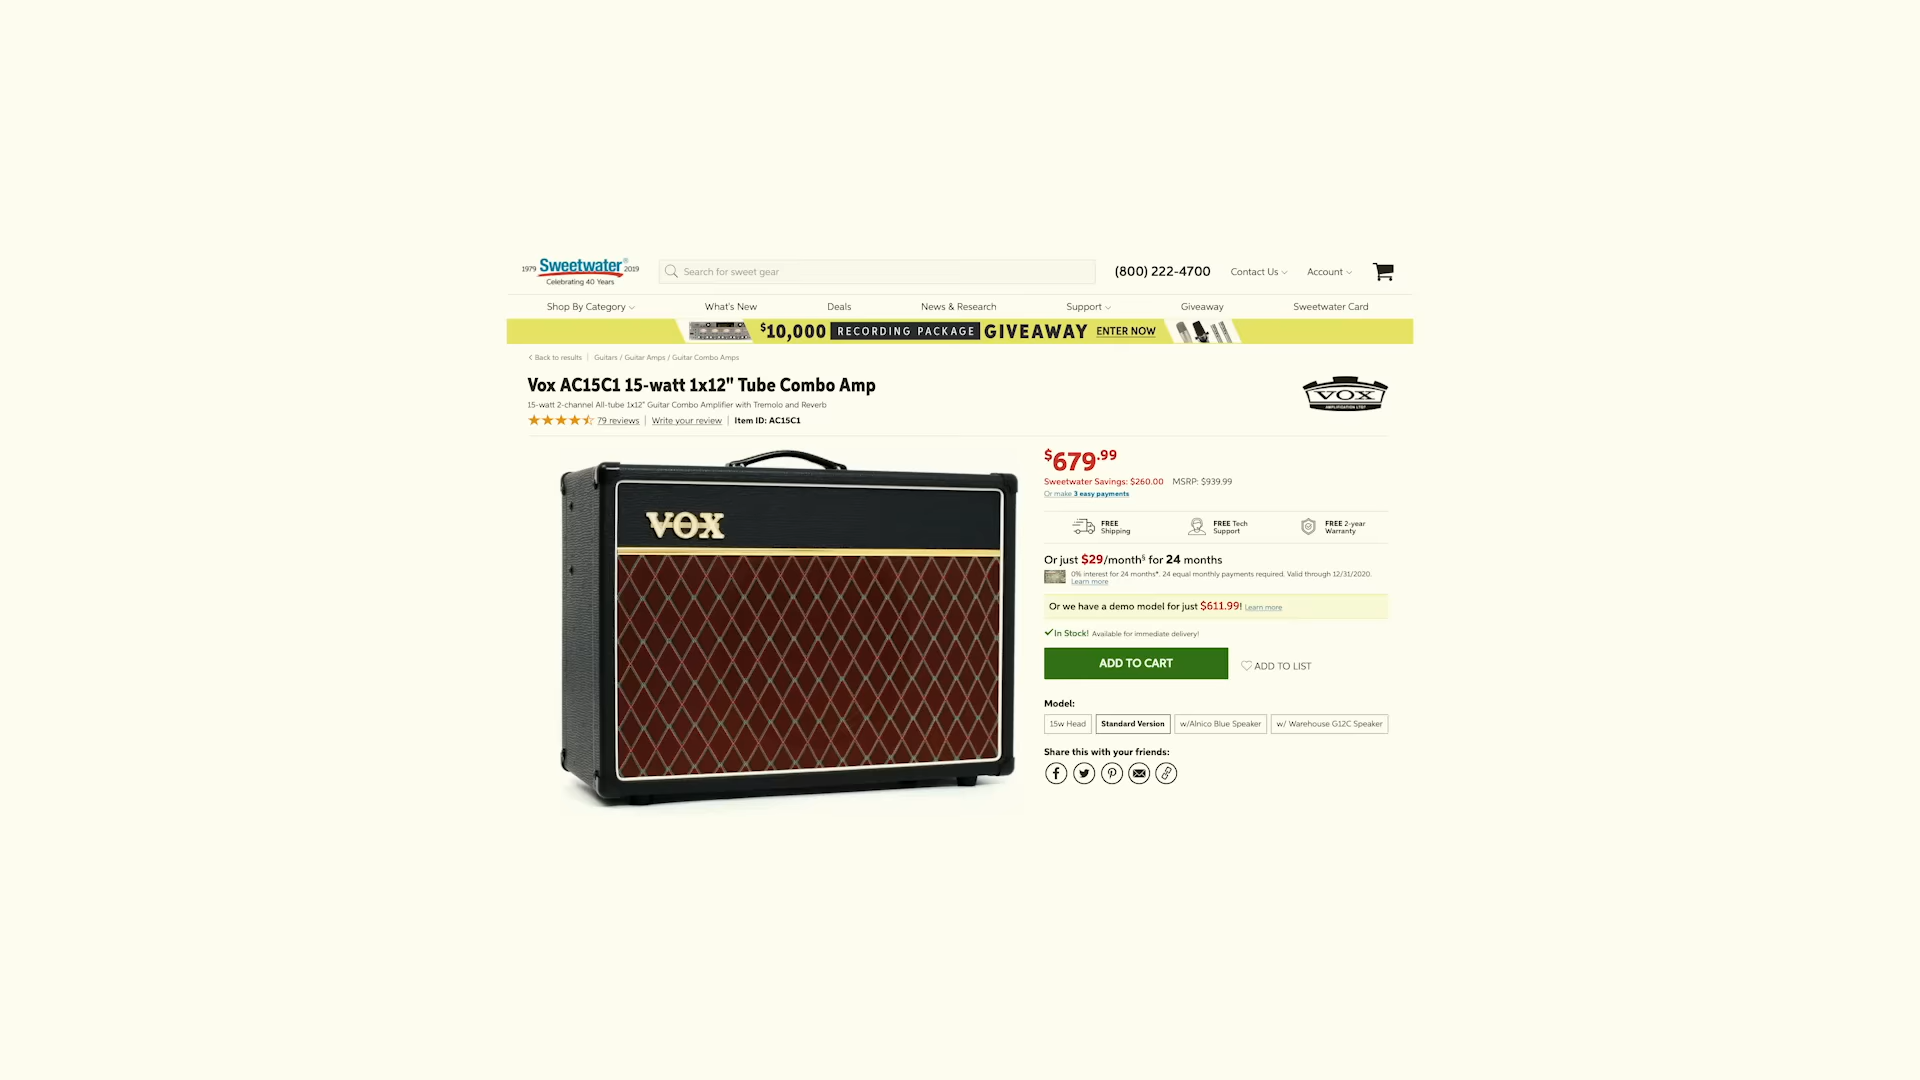 1979 Sweetwater® 2019
Celebrating 40 Years
Search for sweet gear
(800) 222-4700
Contact Us
Account
Shop By Category
What's New
Deals
News & Research
Support
Giveaway
Sweetwater Card
$10,000 RECORDING PACKAGE GIVEAWAY ENTER NOW
Back to results | Guitars / Guitar Amps / Guitar Combo Amps
Vox AC15C1 15-watt 1x12" Tube Combo Amp
15-watt 2-channel All-tube 1x12" Guitar Combo Amplifier with Tremolo and Reverb
79 reviews | Write your review | Item ID: AC15C1
VOX
AMPLIFICATION LTD
VOX
$679.99
Sweetwater Savings: $260.00 MSRP: $939.99
Or make 3 easy payments
FREE Shipping
FREE Tech Support
FREE 2-year Warranty
Or just $29/month§ for 24 months
0% interest for 24 months*. 24 equal monthly payments required. Valid through 12/31/2020.
Learn more
Or we have a demo model for just $611.99! Learn more
In Stock! Available for immediate delivery!
ADD TO CART
ADD TO LIST
Model:
15w Head
Standard Version
w/Alnico Blue Speaker
w/ Warehouse G12C Speaker
Share this with your friends: